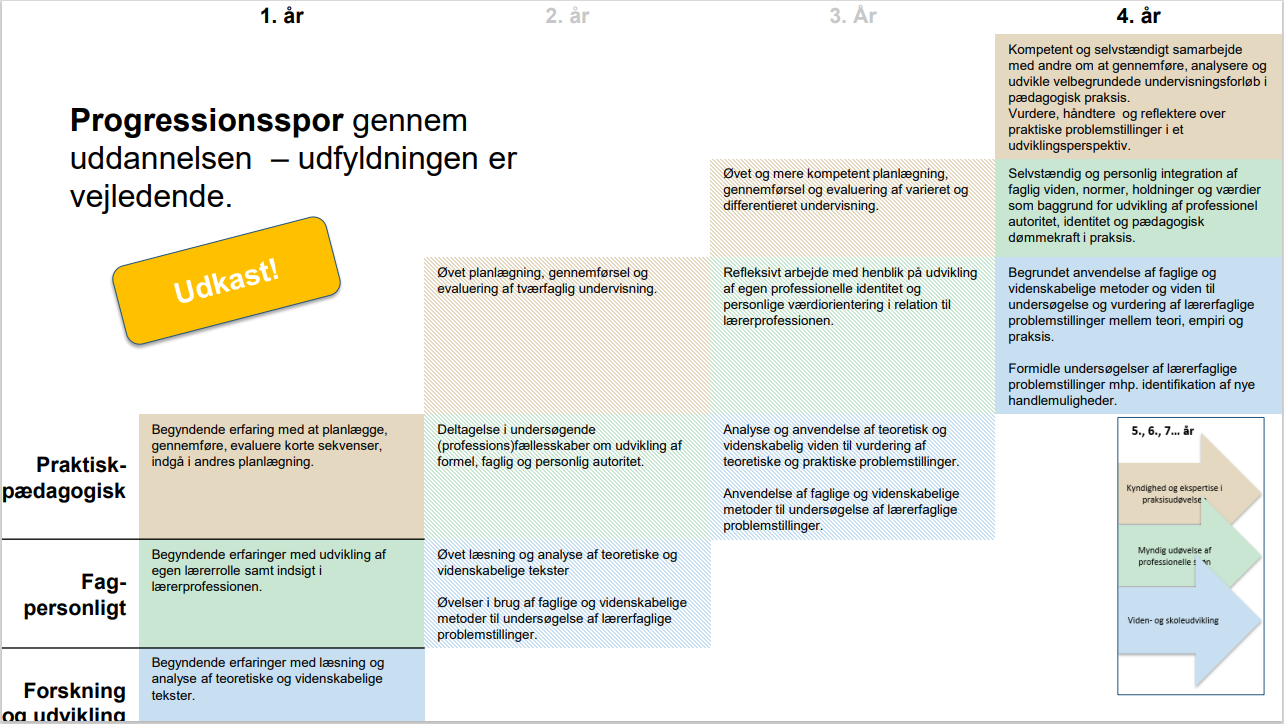 1. år
2. år
3. År
4. år
Progressionsspor gennem
uddannelsen – udfyldningen er
vejledende.
Udkast!
Kompetent og selvstændigt samarbejde
med andre om at gennemføre, analysere og
udvikle velbegrundede undervisningsforløb i
pædagogisk praksis.
Vurdere, håndtere og reflektere over
praktiske problemstillinger i et
udviklingsperspektiv.
Øvet og mere kompetent planlægning,
gennemførsel og evaluering af varieret og
differentieret undervisning.
Selvstændig og personlig integration af
faglig viden, normer, holdninger og værdier
som baggrund for udvikling af professionel
autoritet, identitet og pædagogisk
dømmekraft i praksis.
Øvet planlægning, gennemførsel og
evaluering af tværfaglig undervisning.
Refleksivt arbejde med henblik på udvikling
af egen professionelle identitet og
personlige værdiorientering i relation til
lærerprofessionen.
Begrundet anvendelse af faglige og
videnskabelige metoder og viden til
undersøgelse og vurdering af lærerfaglige
problemstillinger mellem teori, empiri og
praksis.
Formidle undersøgelser af lærerfaglige
problemstillinger mhp. identifikation af nye
handlemuligheder.
Praktisk-
pædagogisk
Begyndende erfaring med at planlægge,
gennemføre, evaluere korte sekvenser,
indgå i andres planlægning.
Deltagelse i undersøgende
(professions)fællesskaber om udvikling af
formel, faglig og personlig autoritet.
Analyse og anvendelse af teoretisk og
videnskabelig viden til vurdering af
teoretiske og praktiske problemstillinger.
Anvendelse af faglige og videnskabelige
metoder til undersøgelse af lærerfaglige
problemstillinger.
Fag-
personligt
Begyndende erfaringer med udvikling af
egen lærerrolle samt indsigt i
lærerprofessionen.
Øvet læsning og analyse af teoretiske og
videnskabelige tekster
Øvelser i brug af faglige og videnskabelige
metoder til undersøgelse af lærerfaglige
problemstillinger.
Forskning
og udvikling
Begyndende erfaringer med læsning og
analyse af teoretiske og videnskabelige
tekster.
5., 6., 7... år
Kyndighed og ekspertise i
praksisudøvelse
Myndig udøvelse af
professionelle
Viden- og skoleudvikling